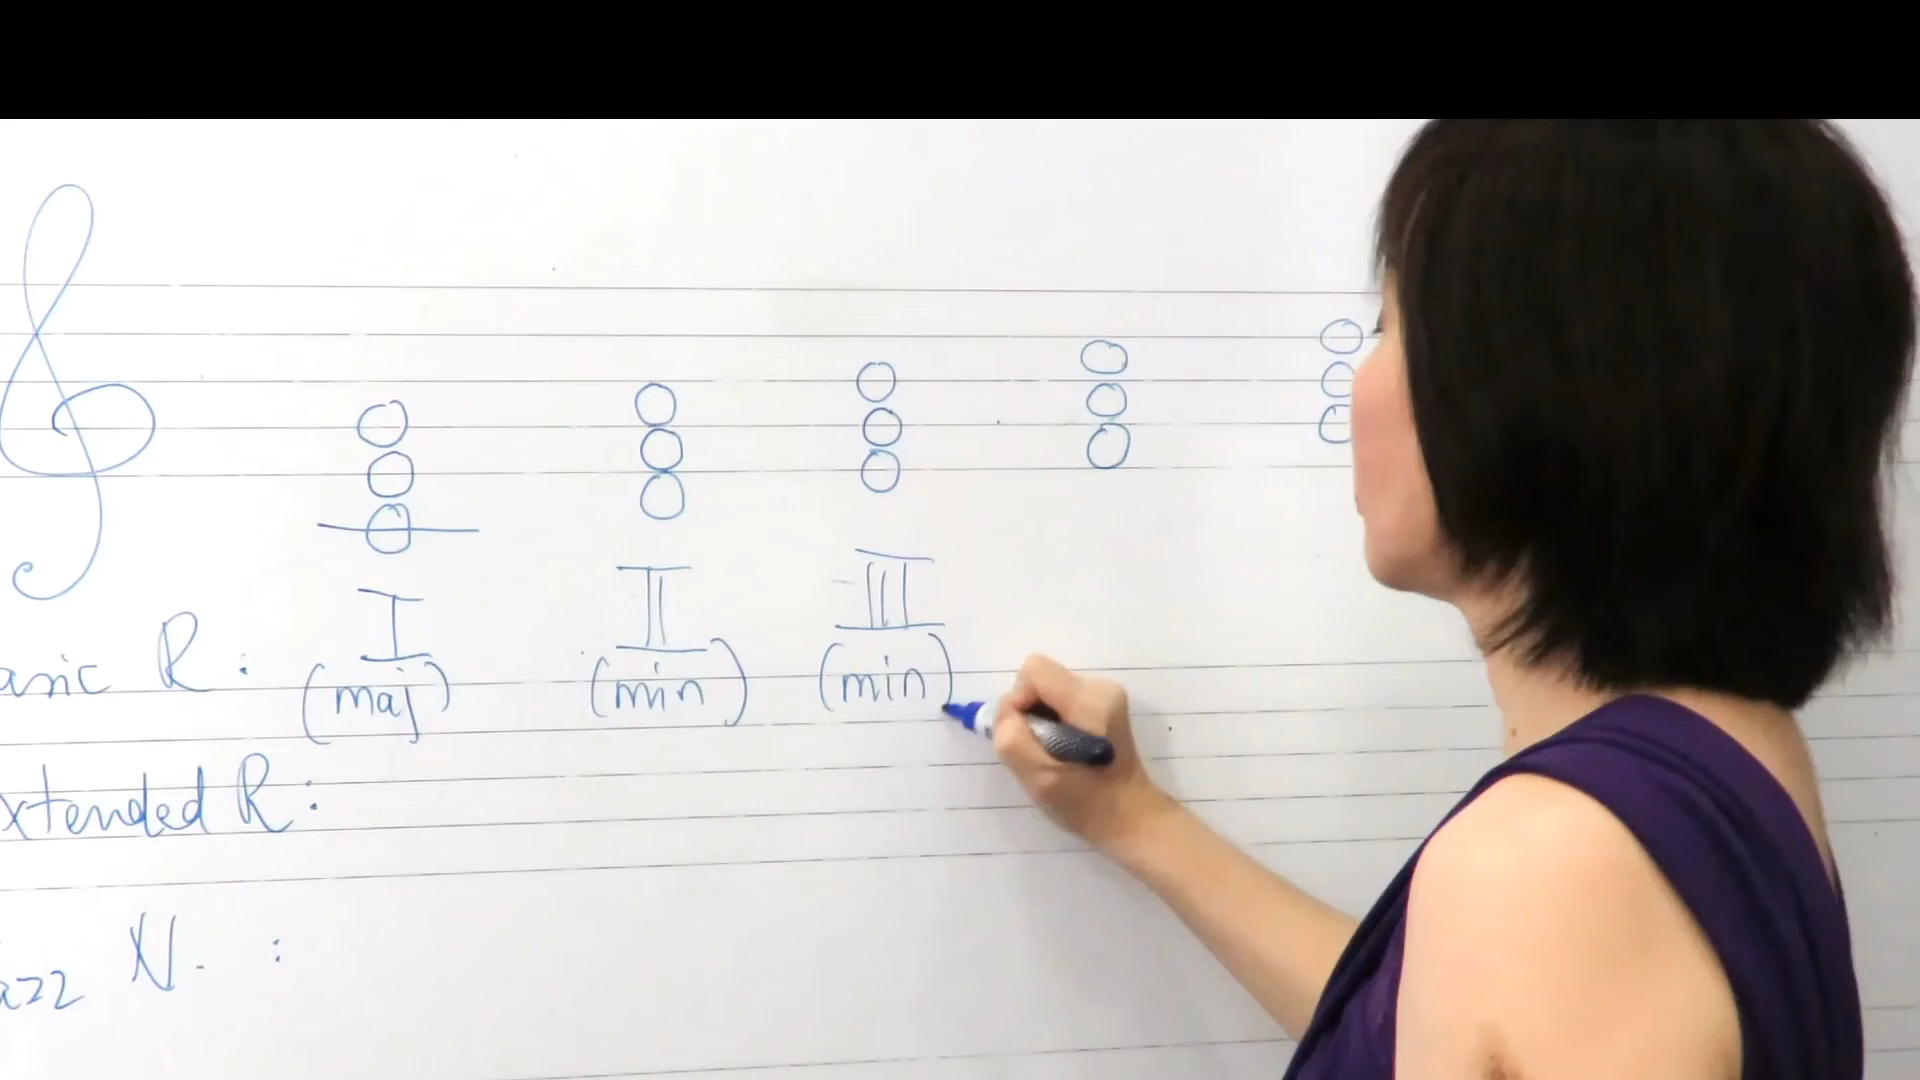 I II III
asic R: (maj) (min) (min)
xtended R:
azz N. :